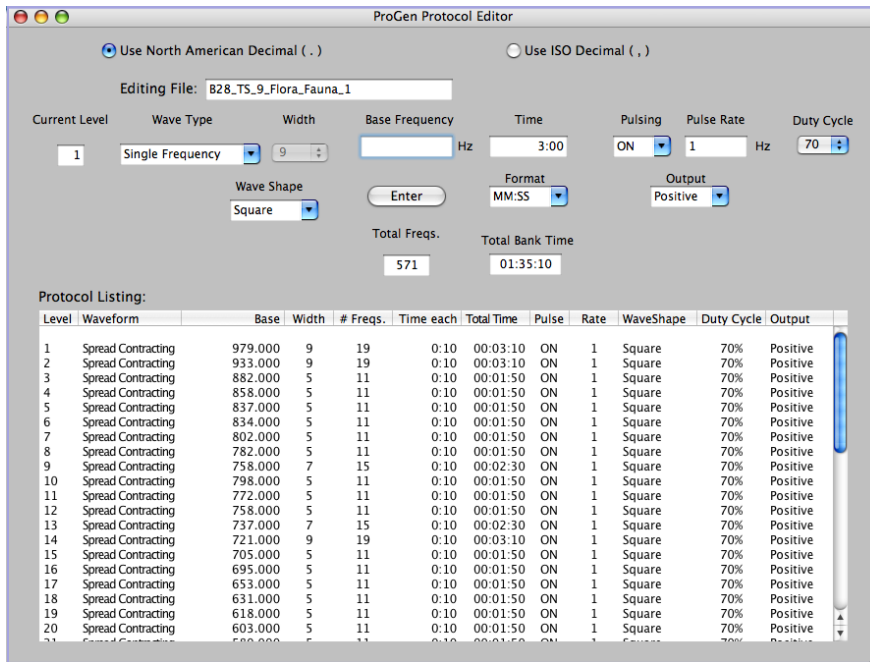 ProGen Protocol Editor
Use North American Decimal ( . ) Use ISO Decimal ( , )
Editing File: B28_TS_9_Flora_Fauna_1
Current Level Wave Type Width Base Frequency Time Pulsing Pulse Rate Duty Cycle
1 Single Frequency 9 Hz 3:00 ON 1 Hz 70
Wave Shape Enter Format Output
Square MM:SS Positive
Total Freqs. Total Bank Time
571 01:35:10
Protocol Listing:
Level Waveform Base Width # Freqs. Time each Total Time Pulse Rate WaveShape Duty Cycle Output
1 Spread Contracting 979.000 9 19 0:10 00:03:10 ON 1 Square 70% Positive
2 Spread Contracting 933.000 9 19 0:10 00:03:10 ON 1 Square 70% Positive
3 Spread Contracting 882.000 5 11 0:10 00:01:50 ON 1 Square 70% Positive
4 Spread Contracting 858.000 5 11 0:10 00:01:50 ON 1 Square 70% Positive
5 Spread Contracting 837.000 5 11 0:10 00:01:50 ON 1 Square 70% Positive
6 Spread Contracting 834.000 5 11 0:10 00:01:50 ON 1 Square 70% Positive
7 Spread Contracting 802.000 5 11 0:10 00:01:50 ON 1 Square 70% Positive
8 Spread Contracting 782.000 5 11 0:10 00:01:50 ON 1 Square 70% Positive
9 Spread Contracting 758.000 7 15 0:10 00:02:30 ON 1 Square 70% Positive
10 Spread Contracting 798.000 5 11 0:10 00:01:50 ON 1 Square 70% Positive
11 Spread Contracting 772.000 5 11 0:10 00:01:50 ON 1 Square 70% Positive
12 Spread Contracting 758.000 5 11 0:10 00:01:50 ON 1 Square 70% Positive
13 Spread Contracting 737.000 7 15 0:10 00:02:30 ON 1 Square 70% Positive
14 Spread Contracting 721.000 9 19 0:10 00:03:10 ON 1 Square 70% Positive
15 Spread Contracting 705.000 5 11 0:10 00:01:50 ON 1 Square 70% Positive
16 Spread Contracting 695.000 5 11 0:10 00:01:50 ON 1 Square 70% Positive
17 Spread Contracting 653.000 5 11 0:10 00:01:50 ON 1 Square 70% Positive
18 Spread Contracting 631.000 5 11 0:10 00:01:50 ON 1 Square 70% Positive
19 Spread Contracting 618.000 5 11 0:10 00:01:50 ON 1 Square 70% Positive
20 Spread Contracting 603.000 5 11 0:10 00:01:50 ON 1 Square 70% Positive